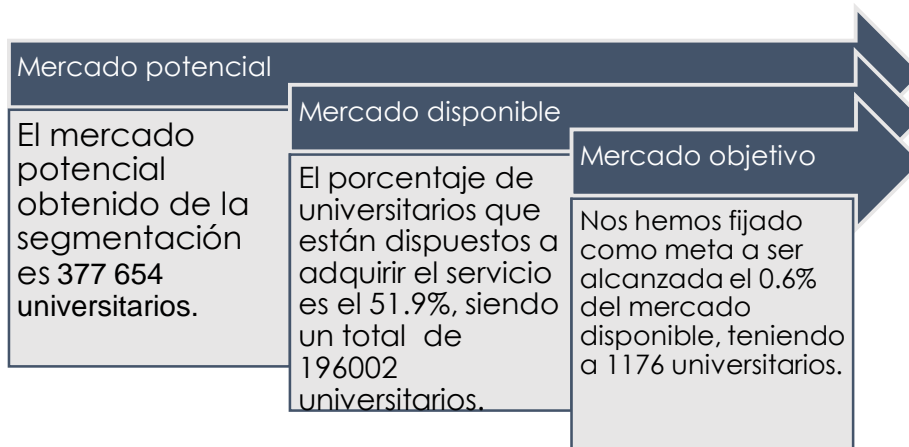 Mercado potencial
El mercado
potencial
obtenido de la
segmentación
es 377 654
universitarios.
Mercado disponible
El porcentaje de
universitarios que
están dispuestos a
adquirir el servicio
es el 51.9%, siendo
un total de
196002
universitarios.
Mercado objetivo
Nos hemos fijado
como meta a ser
alcanzada el 0.6%
del mercado
disponible, teniendo
a 1176 universitarios.